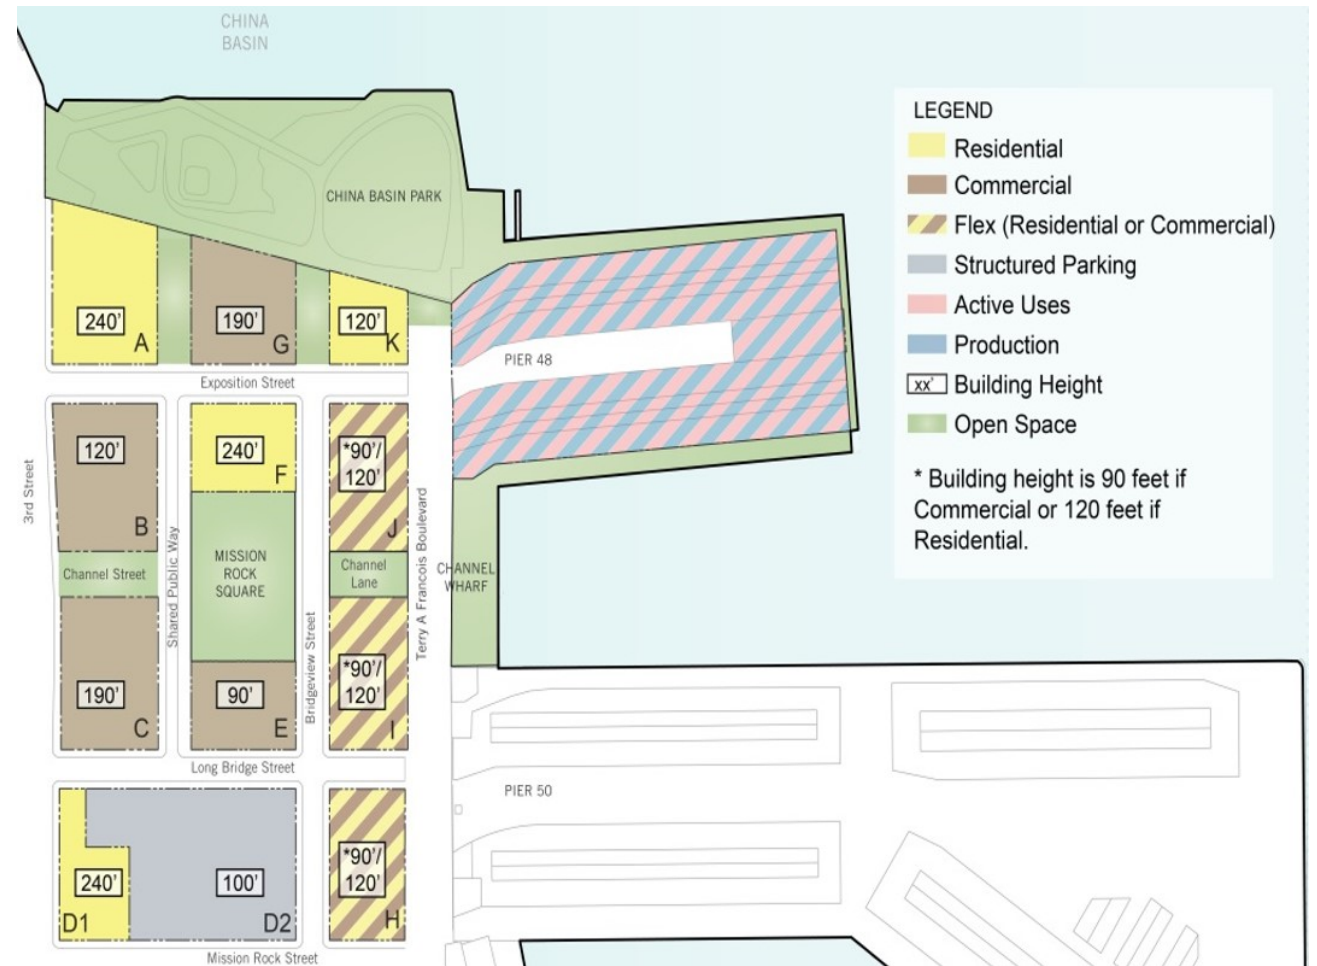 CHINA
BASIN
LEGEND
Residential
Commercial
Flex (Residential or Commercial)
Structured Parking
Active Uses
Production
xx' Building Height
Open Space
* Building height is 90 feet if
Commercial or 120 feet if
Residential.
CHINA BASIN PARK
240'
A
190'
G
120'
K
PIER 48
Exposition Street
3rd Street
120'
B
240'
F
*90'/
120'
J
Channel Street
Shared Public Way
MISSION
ROCK
SQUARE
Bridgeview Street
Channel
Lane
Terry A Francois Boulevard
CHANNEL
WHARF
190'
C
90'
E
*90'/
120'
I
Long Bridge Street
PIER 50
240'
D1
100'
D2
*90'/
120'
H
Mission Rock Street